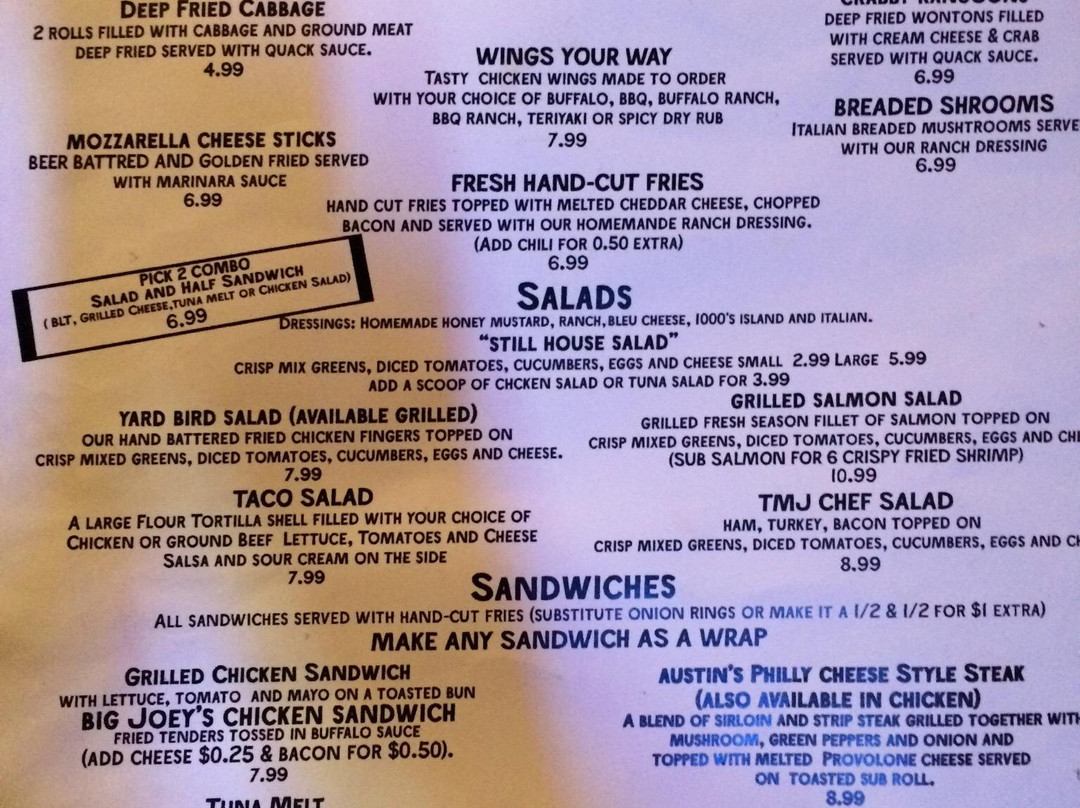 DEEP FRIED CABBAGE
2 ROLLS FILLED WITH CABBAGE AND GROUND MEAT
DEEP FRIED SERVED WITH QUACK SAUCE.
4.99
MOZZARELLA CHEESE STICKS
BEER BATTRED AND GOLDEN FRIED SERVED
WITH MARINARA SAUCE
6.99
WINGS YOUR WAY
TASTY CHICKEN WINGS MADE TO ORDER
WITH YOUR CHOICE OF BUFFALO, BBQ, BUFFALO RANCH,
BBQ RANCH, TERIYAKI OR SPICY DRY RUB
7.99
FRESH HAND-CUT FRIES
HAND CUT FRIES TOPPED WITH MELTED CHEDDAR CHEESE, CHOPPED
BACON AND SERVED WITH OUR HOMEMANDE RANCH DRESSING.
(ADD CHILI FOR 0.50 EXTRA)
6.99
DEEP FRIED WONTONS FILLED
WITH CREAM CHEESE & CRAB
SERVED WITH QUACK SAUCE.
6.99
BREADED SHROOMS
ITALIAN BREADED MUSHTROOMS SERVE
WITH OUR RANCH DRESSING
6.99
PICK 2 COMBO
SALAD AND HALF SANDWICH
( BLT, GRILLED CHEESE,TUNA MELT OR CHICKEN SALAD)
6.99
SALADS
DRESSINGS: HOMEMADE HONEY MUSTARD, RANCH,BLEU CHEESE, 1000'S ISLAND AND ITALIAN.
"STILL HOUSE SALAD"
CRISP MIX GREENS, DICED TOMATOES, CUCUMBERS, EGGS AND CHEESE SMALL 2.99 LARGE 5.99
ADD A SCOOP OF CHCKEN SALAD OR TUNA SALAD FOR 3.99
YARD BIRD SALAD (AVAILABLE GRILLED)
OUR HAND BATTERED FRIED CHICKEN FINGERS TOPPED ON
CRISP MIXED GREENS, DICED TOMATOES, CUCUMBERS, EGGS AND CHEESE.
7.99
GRILLED SALMON SALAD
GRILLED FRESH SEASON FILLET OF SALMON TOPPED ON
CRISP MIXED GREENS, DICED TOMATOES, CUCUMBERS, EGGS AND
(SUB SALMON FOR 6 CRISPY FRIED SHRIMP)
10.99
TACO SALAD
A LARGE FLOUR TORTILLA SHELL FILLED WITH YOUR CHOICE OF
CHICKEN OR GROUND BEEF LETTUCE, TOMATOES AND CHEESE
SALSA AND SOUR CREAM ON THE SIDE
7.99
TMJ CHEF SALAD
HAM, TURKEY, BACON TOPPED ON
CRISP MIXED GREENS, DICED TOMATOES, CUCUMBERS, EGGS AND
8.99
SANDWICHES
ALL SANDWICHES SERVED WITH HAND-CUT FRIES (SUBSTITUTE ONION RINGS OR MAKE IT A 1/2 & 1/2 FOR $1 EXTRA)
MAKE ANY SANDWICH AS A WRAP
GRILLED CHICKEN SANDWICH
WITH LETTUCE, TOMATO AND MAYO ON A TOASTED BUN
BIG JOEY'S CHICKEN SANDWICH
FRIED TENDERS TOSSED IN BUFFALO SAUCE
(ADD CHEESE $0.25 & BACON FOR $0.50).
7.99
TUNA MELT
AUSTIN'S PHILLY CHEESE STYLE STEAK
(ALSO AVAILABLE IN CHICKEN)
A BLEND OF SIRLOIN AND STRIP STEAK GRILLED TOGETHER WITH
MUSHROOM, GREEN PEPPERS AND ONION AND
TOPPED WITH MELTED PROVOLONE CHEESE SERVED
ON TOASTED SUB ROLL.
8.99